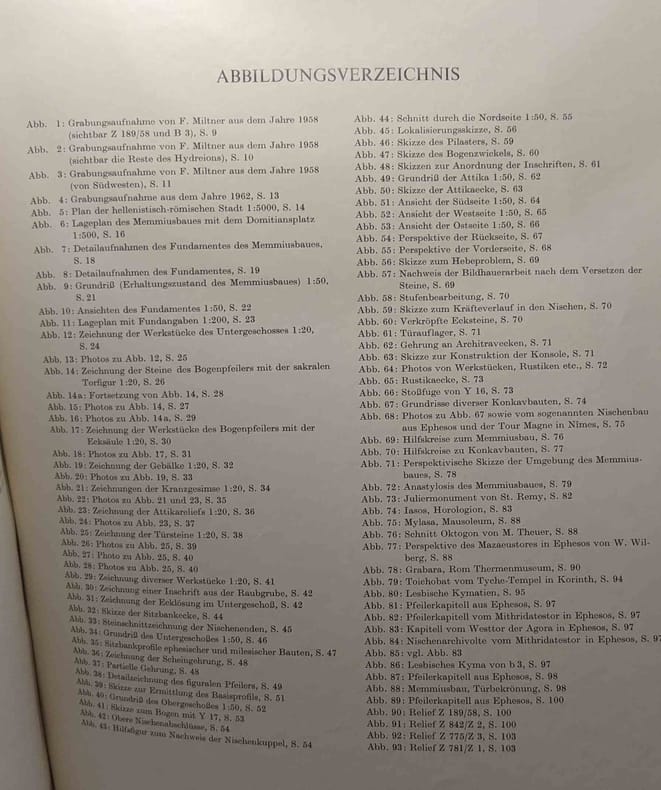 ABBILDUNGSVERZEICHNIS
Abb. 1: Grabungsaufnahme von F. Miltner aus dem Jahre 1958
(sichtbar Z 189/58 und B 3), S. 9
Abb. 2: Grabungsaufnahme von F. Miltner aus dem Jahre 1958
(sichtbar die Reste des Hydreions), S. 10
Abb. 3: Grabungsaufnahme von F. Miltner aus dem Jahre 1958
(von Südwesten), S. 11
Abb. 4: Grabungsaufnahme aus dem Jahre 1962, S. 13
Abb. 5: Plan der hellenistisch-römischen Stadt 1:5000, S. 14
Abb. 6: Lageplan des Memmiusbaues mit dem Domitiansplatz
1:500, S. 16
Abb. 7: Detailaufnahmen des Fundamentes des Memmiusbaues,
S. 18
Abb. 8: Detailaufnahmen des Fundamentes, S. 19
Abb. 9: Grundriß (Erhaltungszustand des Memmiusbaues) 1:50,
S. 21
Abb. 10: Ansichten des Fundamentes 1:50, S. 22
Abb. 11: Lageplan mit Fundangaben 1:200, S. 23
Abb. 12: Zeichnung der Werkstücke des Untergeschosses 1:20,
S. 24
Abb. 13: Photos zu Abb. 12, S. 25
Abb. 14: Zeichnung der Steine des Bogenpfeilers mit der sakralen
Torfigur 1:20, S. 26
Abb. 14a: Fortsetzung von Abb. 14, S. 28
Abb. 15: Photos zu Abb. 14, S. 27
Abb. 16: Photos zu Abb. 14a, S. 29
Abb. 17: Zeichnung der Werkstücke des Bogenpfeilers mit der
Ecksäule 1:20, S. 30
Abb. 18: Photos zu Abb. 17, S. 31
Abb. 19: Zeichnung der Gebälke 1:20, S. 32
Abb. 20: Photos zu Abb. 19, S. 33
Abb. 21: Zeichnungen der Kranzgesimse 1:20, S. 34
Abb. 22: Photos zu Abb. 21 und 23, S. 35
Abb. 23: Zeichnung der Attikareliefs 1:20, S. 36
Abb. 24: Photos zu Abb. 23, S. 37
Abb. 25: Zeichnung der Türsteine 1:20, S. 38
Abb. 26: Photos zu Abb. 25, S. 39
Abb. 27: Photo zu Abb. 25, S. 40
Abb. 28: Photos zu Abb. 25, S. 40
Abb. 29: Zeichnung diverser Werkstücke 1:20, S. 41
Abb. 30: Zeichnung einer Inschrift aus der Raubgrube, S. 42
Abb. 31: Zeichnung der Ecklösung im Untergeschoß, S. 42
Abb. 32: Skizze der Sitzbankecke, S. 44
Abb. 33: Steinschnittzeichnung der Nischenenden, S. 45
Abb. 34: Grundriß des Untergeschoßes 1:50, S. 46
Abb. 35: Sitzbankprofile ephesischer und milesischer Bauten, S. 47
Abb. 36: Zeichnung der Scheingehrung, S. 48
Abb. 37: Partielle Gehrung, S. 48
Abb. 38: Detailzeichnung des figuralen Pfeilers, S. 49
Abb. 39: Skizze zur Ermittlung des Basisprofils, S. 51
Abb. 40: Grundriß des Obergeschoßes 1:50, S. 52
Abb. 41: Skizze zum Bogen mit Y 17, S. 53
Abb. 42: Obere Nischenabschlüsse, S. 54
Abb. 43: Hilfsfigur zum Nachweis der Nischenkuppel, S. 54
Abb. 44: Schnitt durch die Nordseite 1:50, S. 55
Abb. 45: Lokalisierungsskizze, S. 56
Abb. 46: Skizze des Pilasters, S. 59
Abb. 47: Skizze des Bogenzwickels, S. 60
Abb. 48: Skizzen zur Anordnung der Inschriften, S. 61
Abb. 49: Grundriß der Attika 1:50, S. 62
Abb. 50: Skizze der Attikaecke, S. 63
Abb. 51: Ansicht der Südseite 1:50, S. 64
Abb. 52: Ansicht der Westseite 1:50, S. 65
Abb. 53: Ansicht der Ostseite 1:50, S. 66
Abb. 54: Perspektive der Rückseite, S. 67
Abb. 55: Perspektive der Vorderseite, S. 68
Abb. 56: Skizze zum Hebeproblem, S. 69
Abb. 57: Nachweis der Bildhauerarbeit nach dem Versetzen der
Steine, S. 69
Abb. 58: Stufenbearbeitung, S. 70
Abb. 59: Skizze zum Kräfteverlauf in den Nischen, S. 70
Abb. 60: Verkröpfte Ecksteine, S. 70
Abb. 61: Türauflager, S. 71
Abb. 62: Gehrung an Architravecken, S. 71
Abb. 63: Skizze zur Konstruktion der Konsole, S. 71
Abb. 64: Photos von Werkstücken, Rustiken etc., S. 72
Abb. 65: Rustikaecke, S. 73
Abb. 66: Stoßfuge von Y 16, S. 73
Abb. 67: Grundrisse diverser Konkavbauten, S. 74
Abb. 68: Photos zu Abb. 67 sowie vom sogenannten Nischenbau
aus Ephesos und der Tour Magne in Nîmes, S. 75
Abb. 69: Hilfskreise zum Memmiusbau, S. 76
Abb. 70: Hilfskreise zu Konkavbauten, S. 77
Abb. 71: Perspektivische Skizze der Umgebung des Memmius-
baues, S. 78
Abb. 72: Anastylosis des Memmiusbaues, S. 79
Abb. 73: Juliermonument von St. Remy, S. 82
Abb. 74: Iasos, Horologion, S. 83
Abb. 75: Mylasa, Mausoleum, S. 88
Abb. 76: Schnitt Oktogon von M. Theuer, S. 88
Abb. 77: Perspektive des Mazaeustores in Ephesos von W. Wil-
berg, S. 88
Abb. 78: Grabara, Rom Thermenmuseum, S. 90
Abb. 79: Toichobat vom Tyche-Tempel in Korinth, S. 94
Abb. 80: Lesbische Kymatien, S. 95
Abb. 81: Pfeilerkapitell aus Ephesos, S. 97
Abb. 82: Pfeilerkapitell vom Mithridatestor in Ephesos, S. 97
Abb. 83: Kapitell vom Westtor der Agora in Ephesos, S. 97
Abb. 84: Nischenarchivolte vom Mithridatestor in Ephesos, S. 97
Abb. 85: vgl. Abb. 83
Abb. 86: Lesbisches Kyma von b 3, S. 97
Abb. 87: Pfeilerkapitell aus Ephesos, S. 98
Abb. 88: Memmiusbau, Türbekrönung, S. 98
Abb. 89: Pfeilerkapitell aus Ephesos, S. 100
Abb. 90: Relief Z 189/58, S. 100
Abb. 91: Relief Z 842/Z 2, S. 100
Abb. 92: Relief Z 775/Z 3, S. 103
Abb. 93: Relief Z 781/Z 1, S. 103